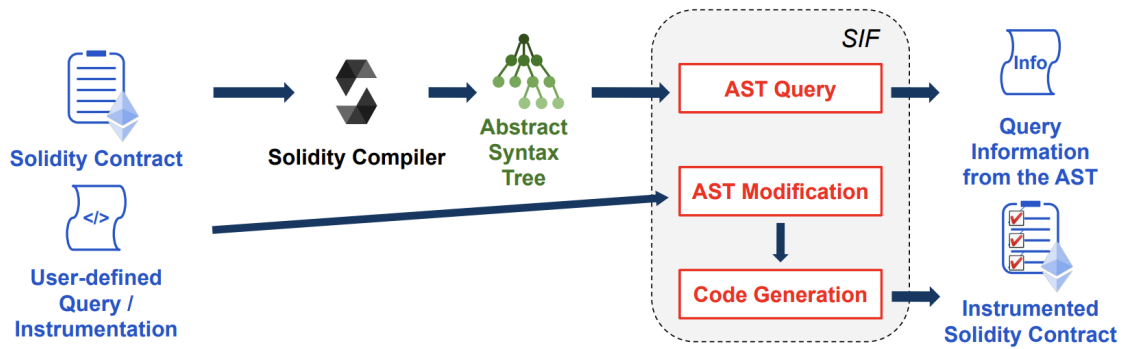 SIF
Solidity Contract
Solidity Compiler
Abstract
Syntax
Tree
AST Query
Info
Query
Information
from the AST
</>
User-defined
Query /
Instrumentation
AST Modification
Code Generation
Instrumented
Solidity Contract